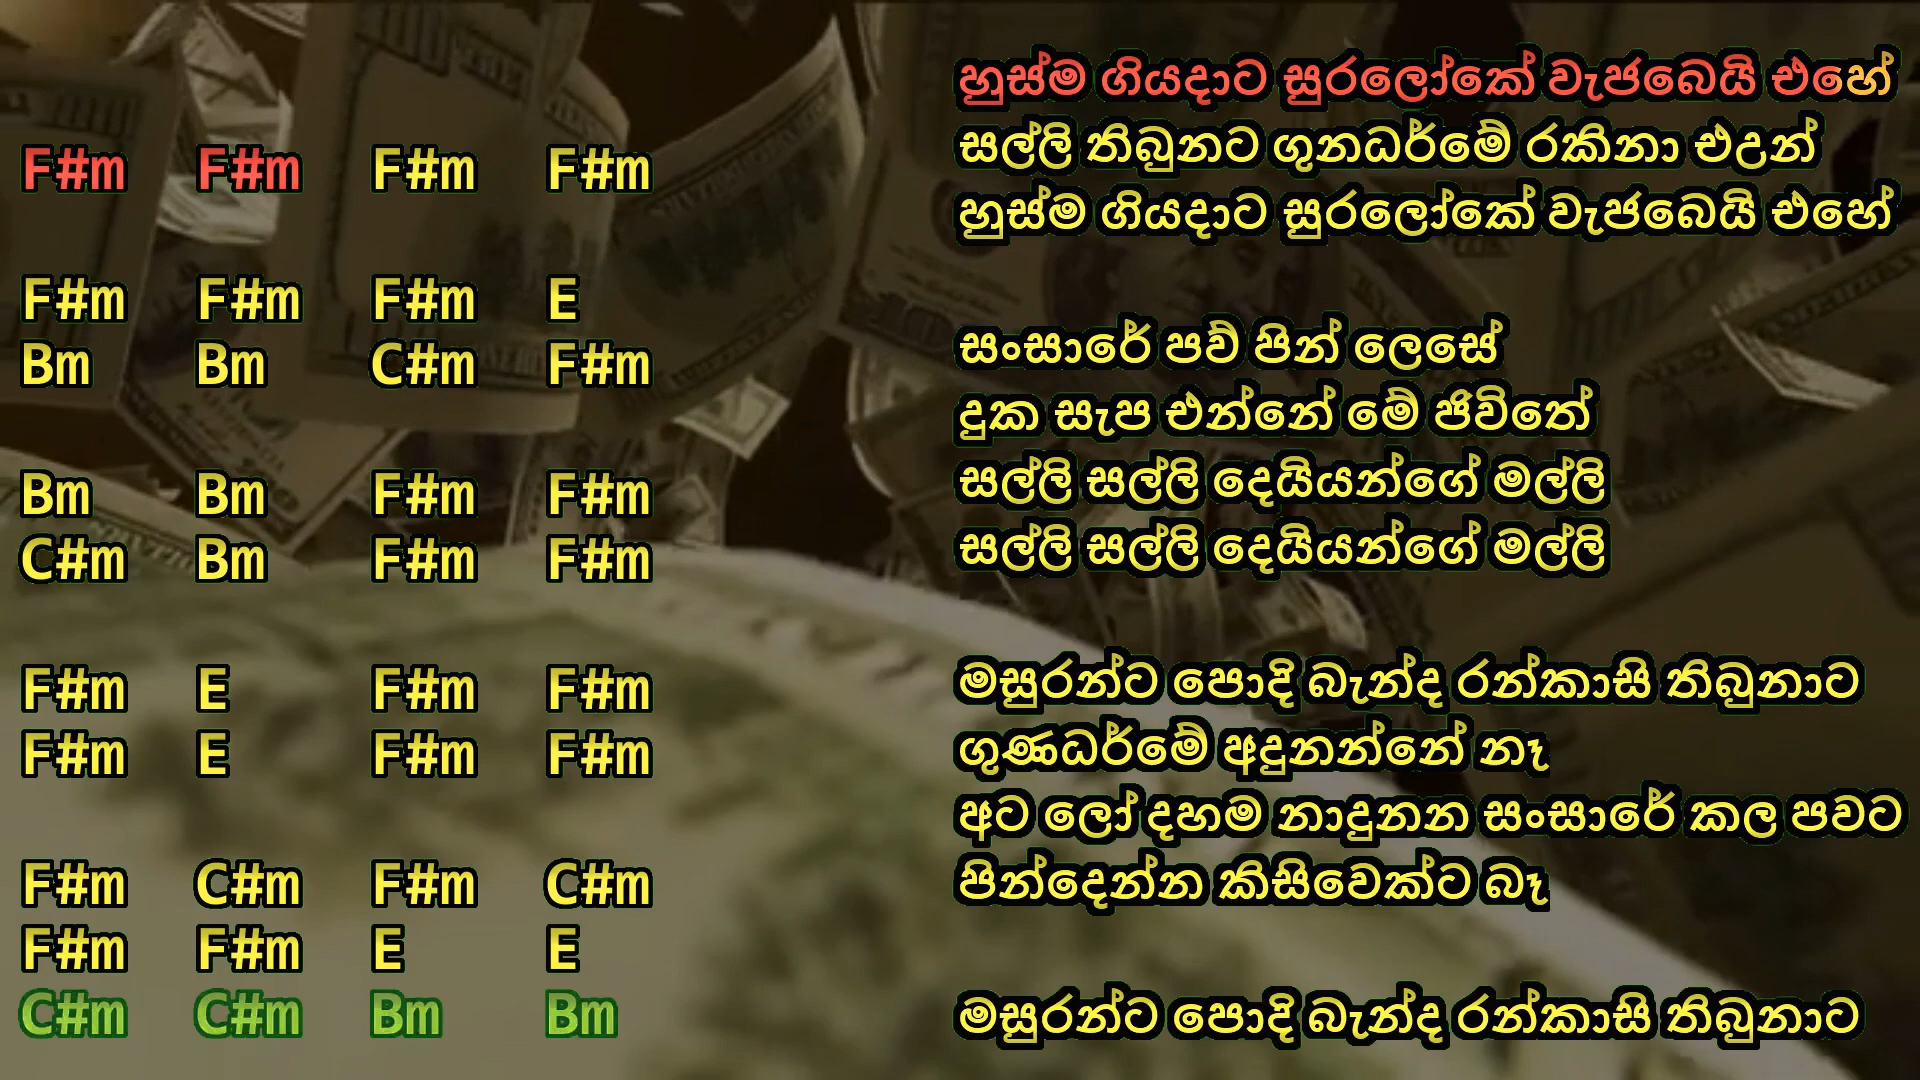 හුස්ම ගියදාට සුරලෝකේ වැජබෙයි එහේ
සල්ලි තිබුනට ගුනධර්මේ රකිනා එඋන්
හුස්ම ගියදාට සුරලෝකේ වැජබෙයි එහේ
සංසාරේ පව් පින් ලෙසේ
දුක සැප එන්නේ මේ ජිවිතේ
සල්ලි සල්ලි දෙයියන්ගේ මල්ලි
සල්ලි සල්ලි දෙයියන්ගේ මල්ලි
මසුරන්ට පොදි බැන්ද රන්කාසි තිබුනාට
ගුණධර්මේ අදුනන්නේ නෑ
අට ලෝ දහම නාදුනන සංසාරේ කල පවට
පින්දෙන්න කිසිවෙක්ට බෑ
මසුරන්ට පොදි බැන්ද රන්කාසි තිබුනාට
F#m F#m F#m F#m
F#m F#m F#m E
Bm Bm C#m F#m
Bm Bm F#m F#m
C#m Bm F#m F#m
F#m E F#m F#m
F#m E F#m F#m
F#m C#m F#m C#m
F#m F#m E E
C#m C#m Bm Bm